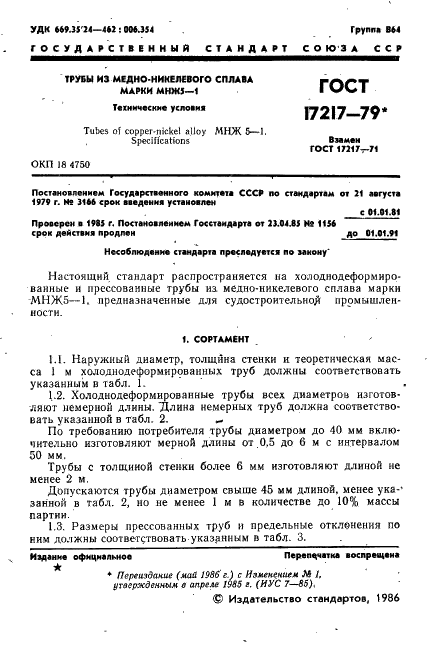 УДК 669.35'24—462 : 006.354 Группа В64
ГОСУДАРСТВЕННЫЙ СТАНДАРТ СОЮЗА ССР
ТРУБЫ ИЗ МЕДНО-НИКЕЛЕВОГО СПЛАВА
МАРКИ МНЖ5—1
Технические условия
Tubes of copper-nickel alloy МНЖ 5—1.
Specifications
ГОСТ
17217—79*
Взамен
ГОСТ 17217—71
ОКП 18 4750
Постановлением Государственного комитета СССР по стандартам от 21 августа
1979 г. № 3166 срок введения установлен
с 01.01.81
Проверен в 1985 г. Постановлением Госстандарта от 23.04.85 № 1156
срок действия продлен
до 01.01.91
Несоблюдение стандарта преследуется по закону
Настоящий стандарт распространяется на холоднодеформиро-
ванные и прессованные трубы из медно-никелевого сплава марки
МНЖ5—1, предназначенные для судостроительной промышлен-
ности.
1. СОРТАМЕНТ
1.1. Наружный диаметр, толщина стенки и теоретическая мас-
са 1 м холоднодеформированных труб должны соответствовать
указанным в табл. 1.
1.2. Холоднодеформированные трубы всех диаметров изготов-
ляют немерной длины. Длина немерных труб должна соответство-
вать указанной в табл. 2.
По требованию потребителя трубы диаметром до 40 мм вклю-
чительно изготовляют мерной длины от 0,5 до 6 м с интервалом
50 мм.
Трубы с толщиной стенки более 6 мм изготовляют длиной не
менее 2 м.
Допускаются трубы диаметром свыше 45 мм длиной, менее ука-
занной в табл. 2, но не менее 1 м в количестве до 10% массы
партии.
1.3. Размеры прессованных труб и предельные отклонения по
ним должны соответствовать указанным в табл. 3.
Издание официальное Перепечатка воспрещена
★
* Переиздание (май 1986 г.) с Изменением № 1,
утвержденным в апреле 1985 г. (ИУС 7—85).
© Издательство стандартов, 1986